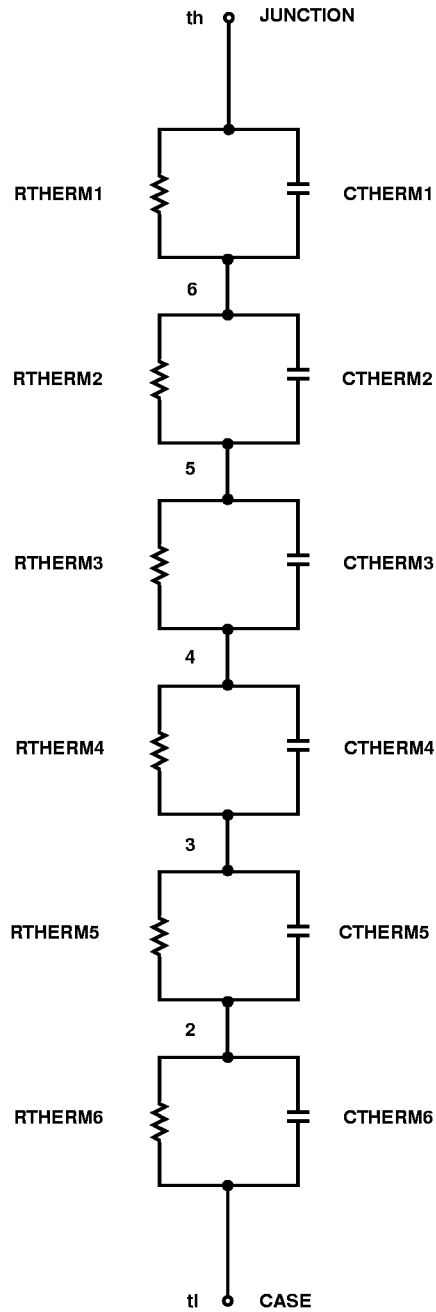 th JUNCTION
RTHERM1 CTHERM1
6
RTHERM2 CTHERM2
5
RTHERM3 CTHERM3
4
RTHERM4 CTHERM4
3
RTHERM5 CTHERM5
2
RTHERM6 CTHERM6
tl CASE